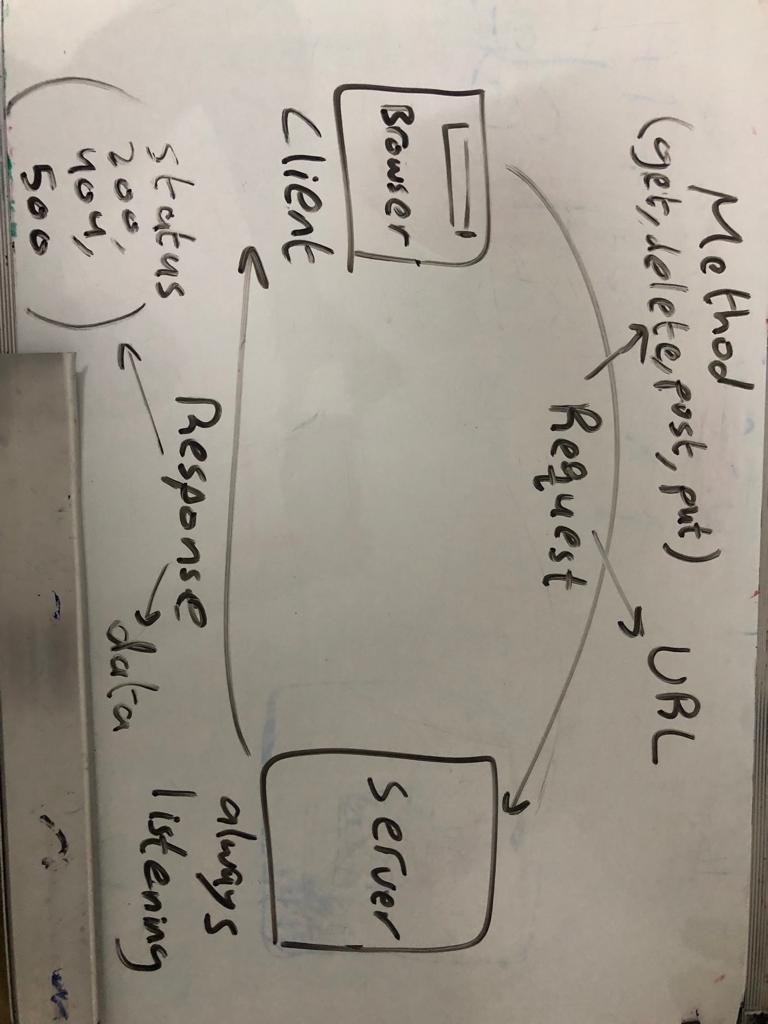 Method
(get, delete, post, put)
URL
Request
Browser
Client
Server
always
listening
Response
status
200,
404,
500
data